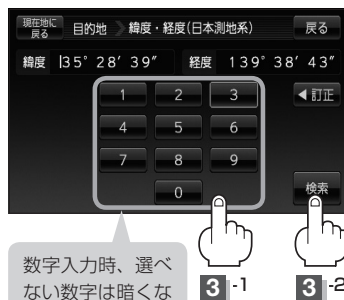 現在地に
戻る
目的地 緯度・経度(日本測地系) 戻る
緯度 35°28′39″ 経度 139°38′43″
1 2 3 ◀訂正
4 5 6
7 8 9
0 検索
3-1 3-2
数字入力時、選べ
ない数字は暗くな